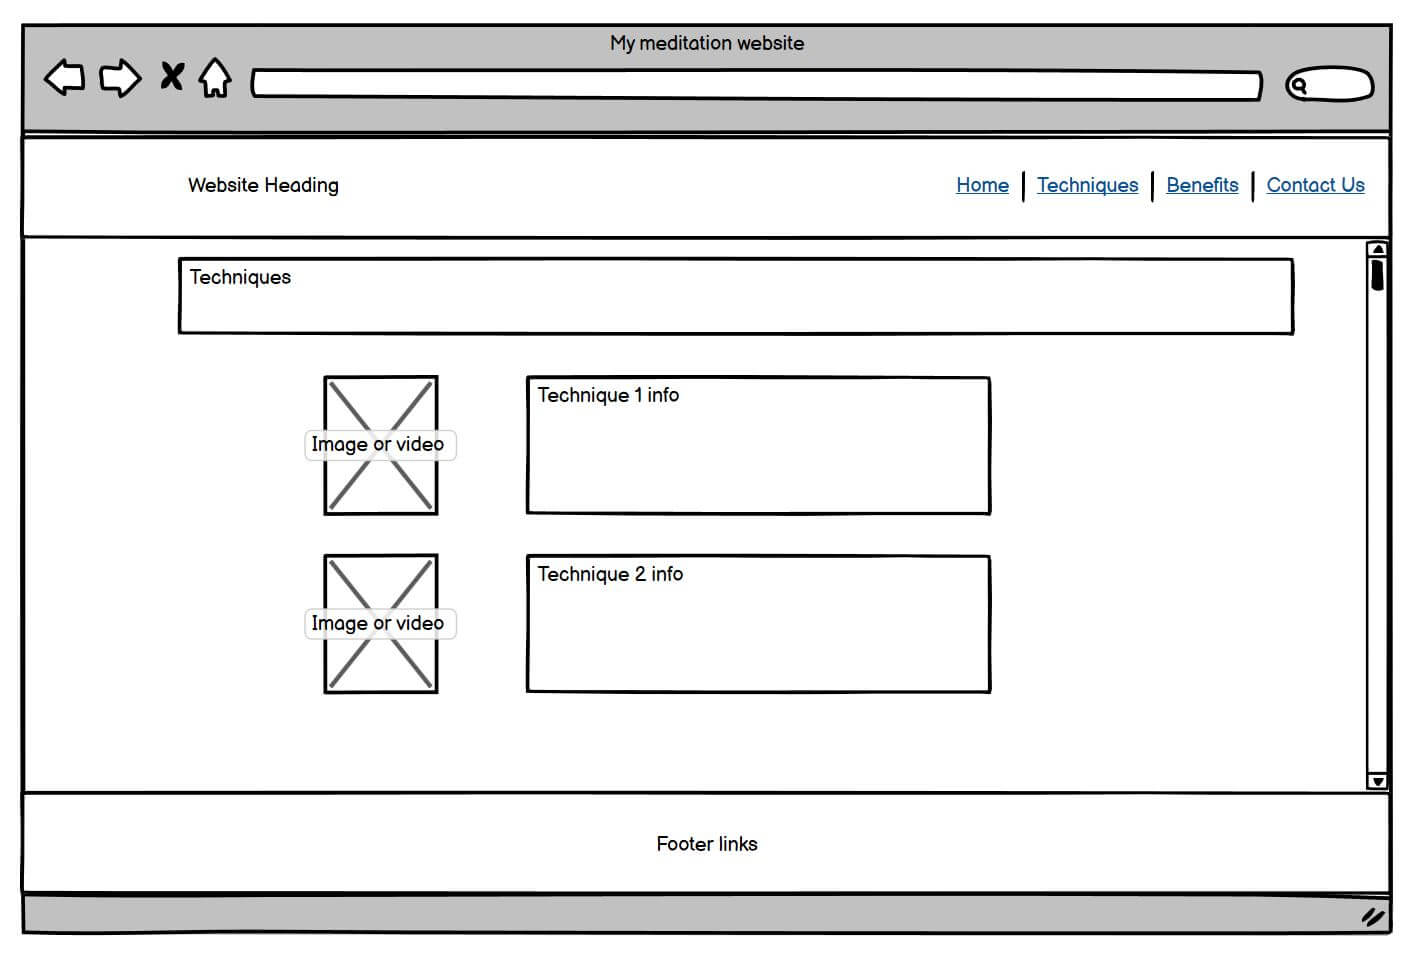 My meditation website
Website Heading
Home
Techniques
Benefits
Contact Us
Techniques
Image or video
Technique 1 info
Image or video
Technique 2 info
Footer links